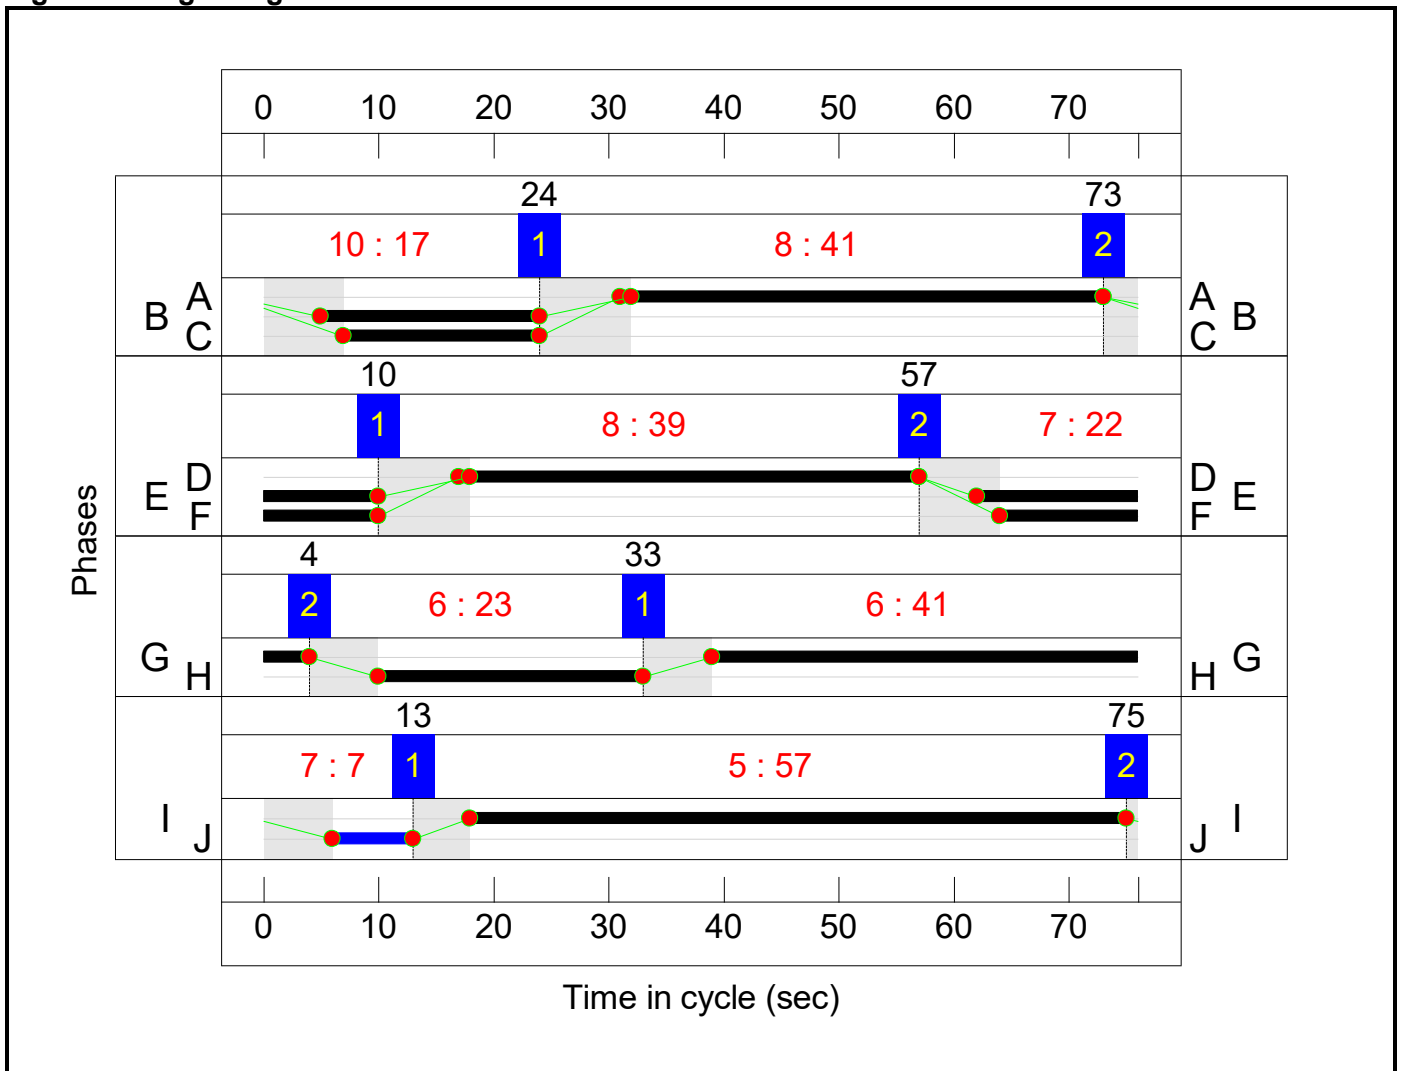 0 10 20 30 40 50 60 70
24 73
10 : 17 1 8 : 41 2
A A
B B
C C
10 57
1 8 : 39 2 7 : 22
D D
E E
F F
Phases
4 33
2 6 : 23 1 6 : 41
G G
H H
13 75
7 : 7 1 5 : 57 2
I I
J J
0 10 20 30 40 50 60 70
Time in cycle (sec)